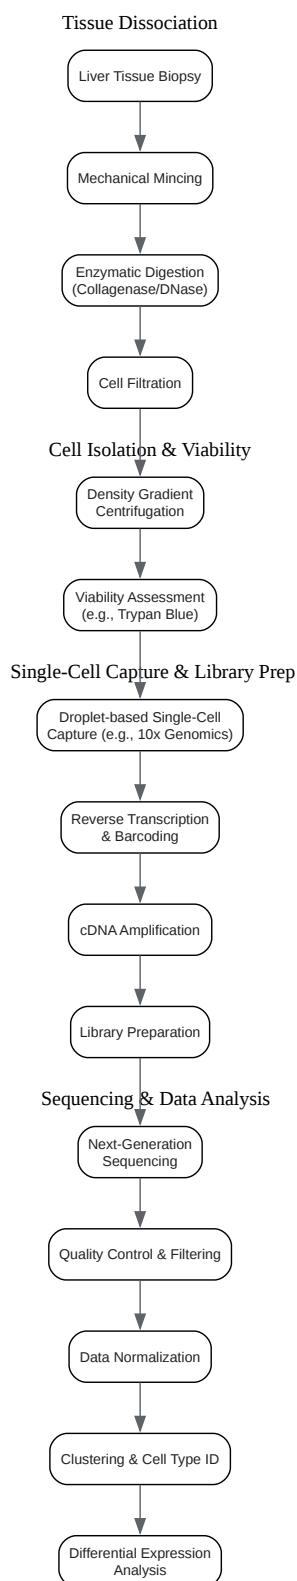 Tissue Dissociation
Liver Tissue Biopsy
Mechanical Mincing
Enzymatic Digestion
(Collagenase/DNase)
Cell Filtration
Cell Isolation & Viability
Density Gradient
Centrifugation
Viability Assessment
(e.g., Trypan Blue)
Single-Cell Capture & Library Prep
Droplet-based Single-Cell
Capture (e.g., 10x Genomics)
Reverse Transcription
& Barcoding
cDNA Amplification
Library Preparation
Sequencing & Data Analysis
Next-Generation
Sequencing
Quality Control & Filtering
Data Normalization
Clustering & Cell Type ID
Differential Expression
Analysis